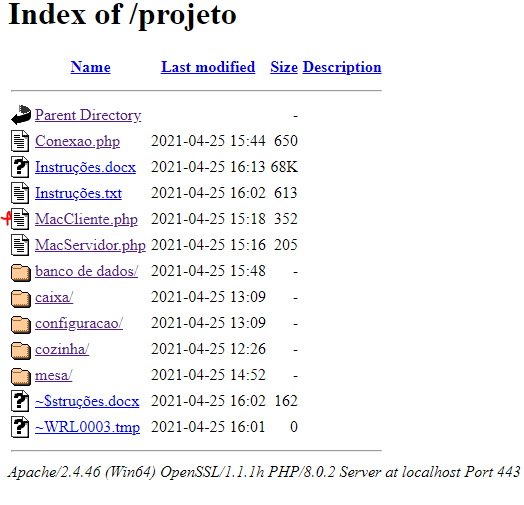 Index of /projeto
Name Last modified Size Description
Parent Directory -
Conexao.php 2021-04-25 15:44 650
Instruções.docx 2021-04-25 16:13 68K
Instruções.txt 2021-04-25 16:02 613
MacCliente.php 2021-04-25 15:18 352
MacServidor.php 2021-04-25 15:16 205
banco de dados/ 2021-04-25 15:48 -
caixa/ 2021-04-25 13:09 -
configuracao/ 2021-04-25 13:09 -
cozinha/ 2021-04-25 12:26 -
mesa/ 2021-04-25 14:52 -
~$struções.docx 2021-04-25 16:02 162
~WRL0003.tmp 2021-04-25 16:01 0
Apache/2.4.46 (Win64) OpenSSL/1.1.1h PHP/8.0.2 Server at localhost Port 443